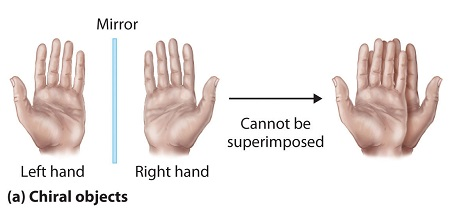 Mirror
Left hand
Right hand
Cannot be
superimposed
(a) Chiral objects